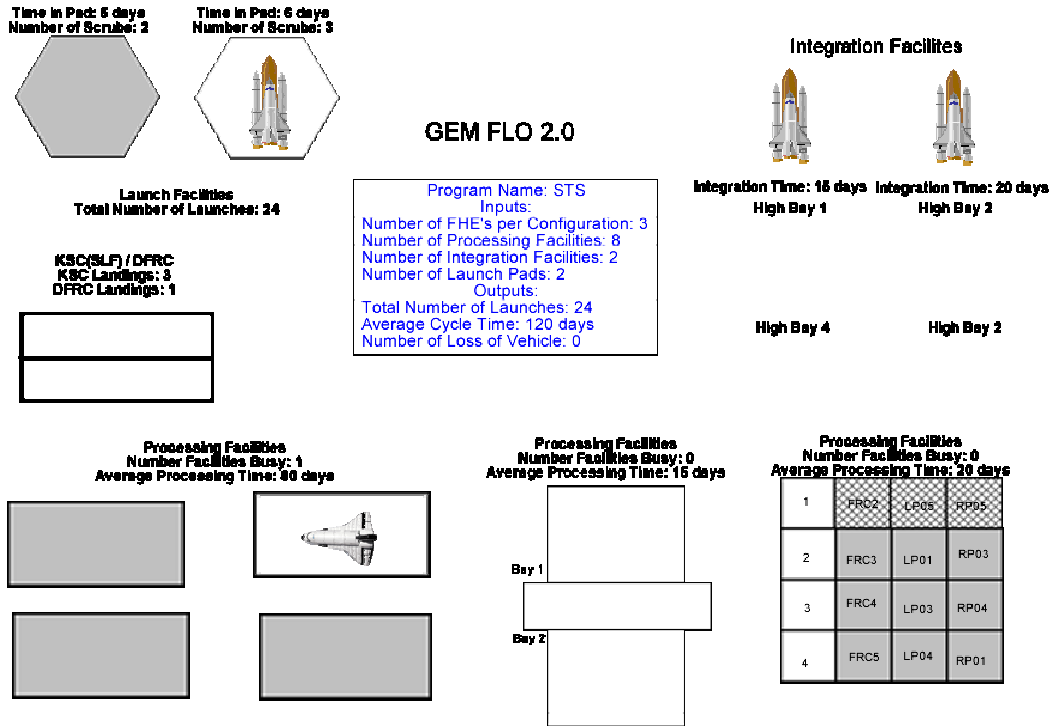 Time in Pad: 5 days
Number of Scrubs: 2
Time in Pad: 6 days
Number of Scrubs: 3
Launch Facilities
Total Number of Launches: 24
GEM FLO 2.0
Integration Facilites
Integration Time: 15 days
High Bay 1
Integration Time: 20 days
High Bay 2
High Bay 4
High Bay 2
Program Name: STS
Inputs:
Number of FHE's per Configuration: 3
Number of Processing Facilities: 8
Number of Integration Facilities: 2
Number of Launch Pads: 2
Outputs:
Total Number of Launches: 24
Average Cycle Time: 120 days
Number of Loss of Vehicle: 0
KSC(SLF) / DFRC
KSC Landings: 3
DFRC Landings: 1
Processing Facilities
Number Facilities Busy: 1
Average Processing Time: 80 days
Processing Facilities
Number Facilities Busy: 0
Average Processing Time: 15 days
Bay 1
Bay 2
Processing Facilities
Number Facilities Busy: 0
Average Processing Time: 20 days
1 FRC2 LP05 RP05
2 FRC3 LP01 RP03
3 FRC4 LP03 RP04
4 FRC5 LP04 RP01